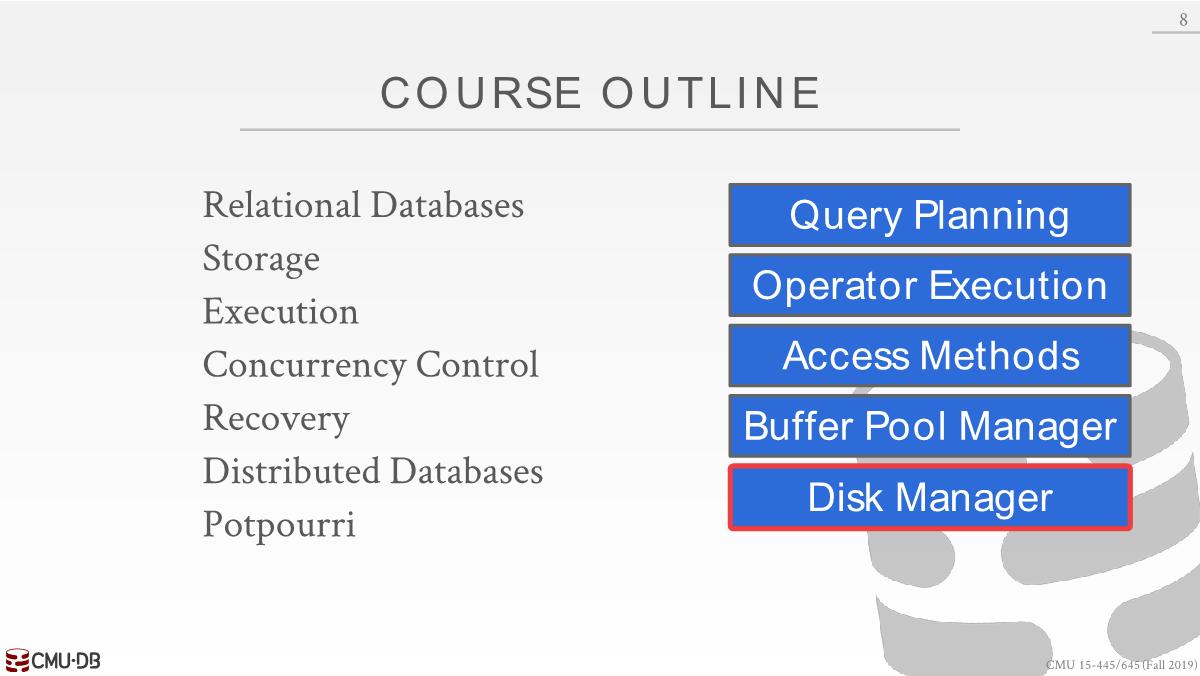 8
COURSE OUTLINE
Relational Databases
Storage
Execution
Concurrency Control
Recovery
Distributed Databases
Potpourri
Query Planning
Operator Execution
Access Methods
Buffer Pool Manager
Disk Manager
CMU·DB
CMU 15-445/645 (Fall 2019)